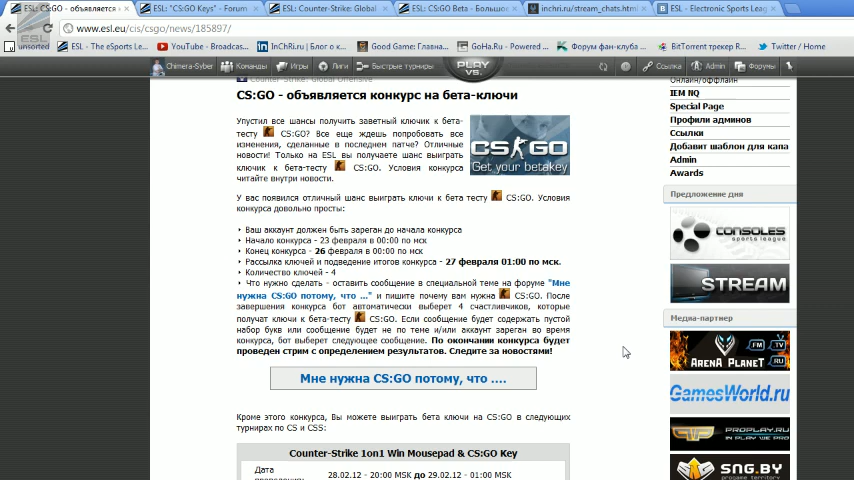 ESL: CS:GO - объявляется к
ESL: "CS:GO Keys" - Forum
ESL: Counter-Strike: Global
ESL: CS:GO Beta - Большо
inchri.ru/stream_chats.html
ESL - Electronic Sports Leag
www.esl.eu/cis/csgo/news/185897/
unsorted
ESL - The eSports Le...
YouTube - Broadcas...
InChRi.ru | Блог о к...
Good Game: Главна...
GoHa.Ru - Powered ...
Форум фан-клуба ...
BitTorrent трекер R...
Twitter / Home
ESL
Chimera-Syber
Команды
Игры
Лиги
Быстрые турниры
PLAY
VS.
Ссылка
Admin
Форумы
Counter-Strike: Global Offensive
CS:GO - объявляется конкурс на бета-ключи
Упустил все шансы получить заветный ключик к бета-
тесту CS:GO? Все еще ждешь попробовать все
изменения, сделанные в последнем патче? Отличные
новости! Только на ESL вы получаете шанс выиграть
ключик к бета-тесту CS:GO. Условия конкурса
читайте внутри новости.
CS GO
Get your betakey
У вас появился отличный шанс выиграть ключи к бета тесту CS:GO. Условия
конкурса довольно просты:
Ваш аккаунт должен быть зареган до начала конкурса
Начало конкурса - 23 февраля в 00:00 по мск
Конец конкурса - 26 февраля в 00:00 по мск
Рассылка ключей и подведение итогов конкурса - 27 февраля 01:00 по мск.
Количество ключей - 4
Что нужно сделать - оставить сообщение в специальной теме на форуме "Мне
нужна CS:GO потому, что ..." и пишите почему вам нужна CS:GO. После
завершения конкурса бот автоматически выберет 4 счастливчиков, которые
получат ключи к бета-тесту CS:GO. Если сообщение будет содержать пустой
набор букв или сообщение будет не по теме и/или аккаунт зареган во время
конкурса, бот выберет следующее сообщение. По окончании конкурса будет
проведен стрим с определением результатов. Следите за новостями!
Мне нужна CS:GO потому, что ....
Кроме этого конкурса, Вы можете выиграть бета ключи на CS:GO в следующих
турнирах по CS и CSS:
Counter-Strike 1on1 Win Mousepad & CS:GO Key
Дата
проведения:
28.02.12 - 20:00 MSK до 29.02.12 - 01:00 MSK
Онлайн/оффлайн
IEM NQ
Special Page
Профили админов
Ссылки
Добавит шаблон для капа
Admin
Awards
Предложение дня
CONSOLES
sports league
STREAM
Медиа-партнер
ARENA PLANET
FM
TV
RU
GamesWorld.ru
PROPLAY.RU
IN PLAY WE PRO
SNG.BY
progame territory